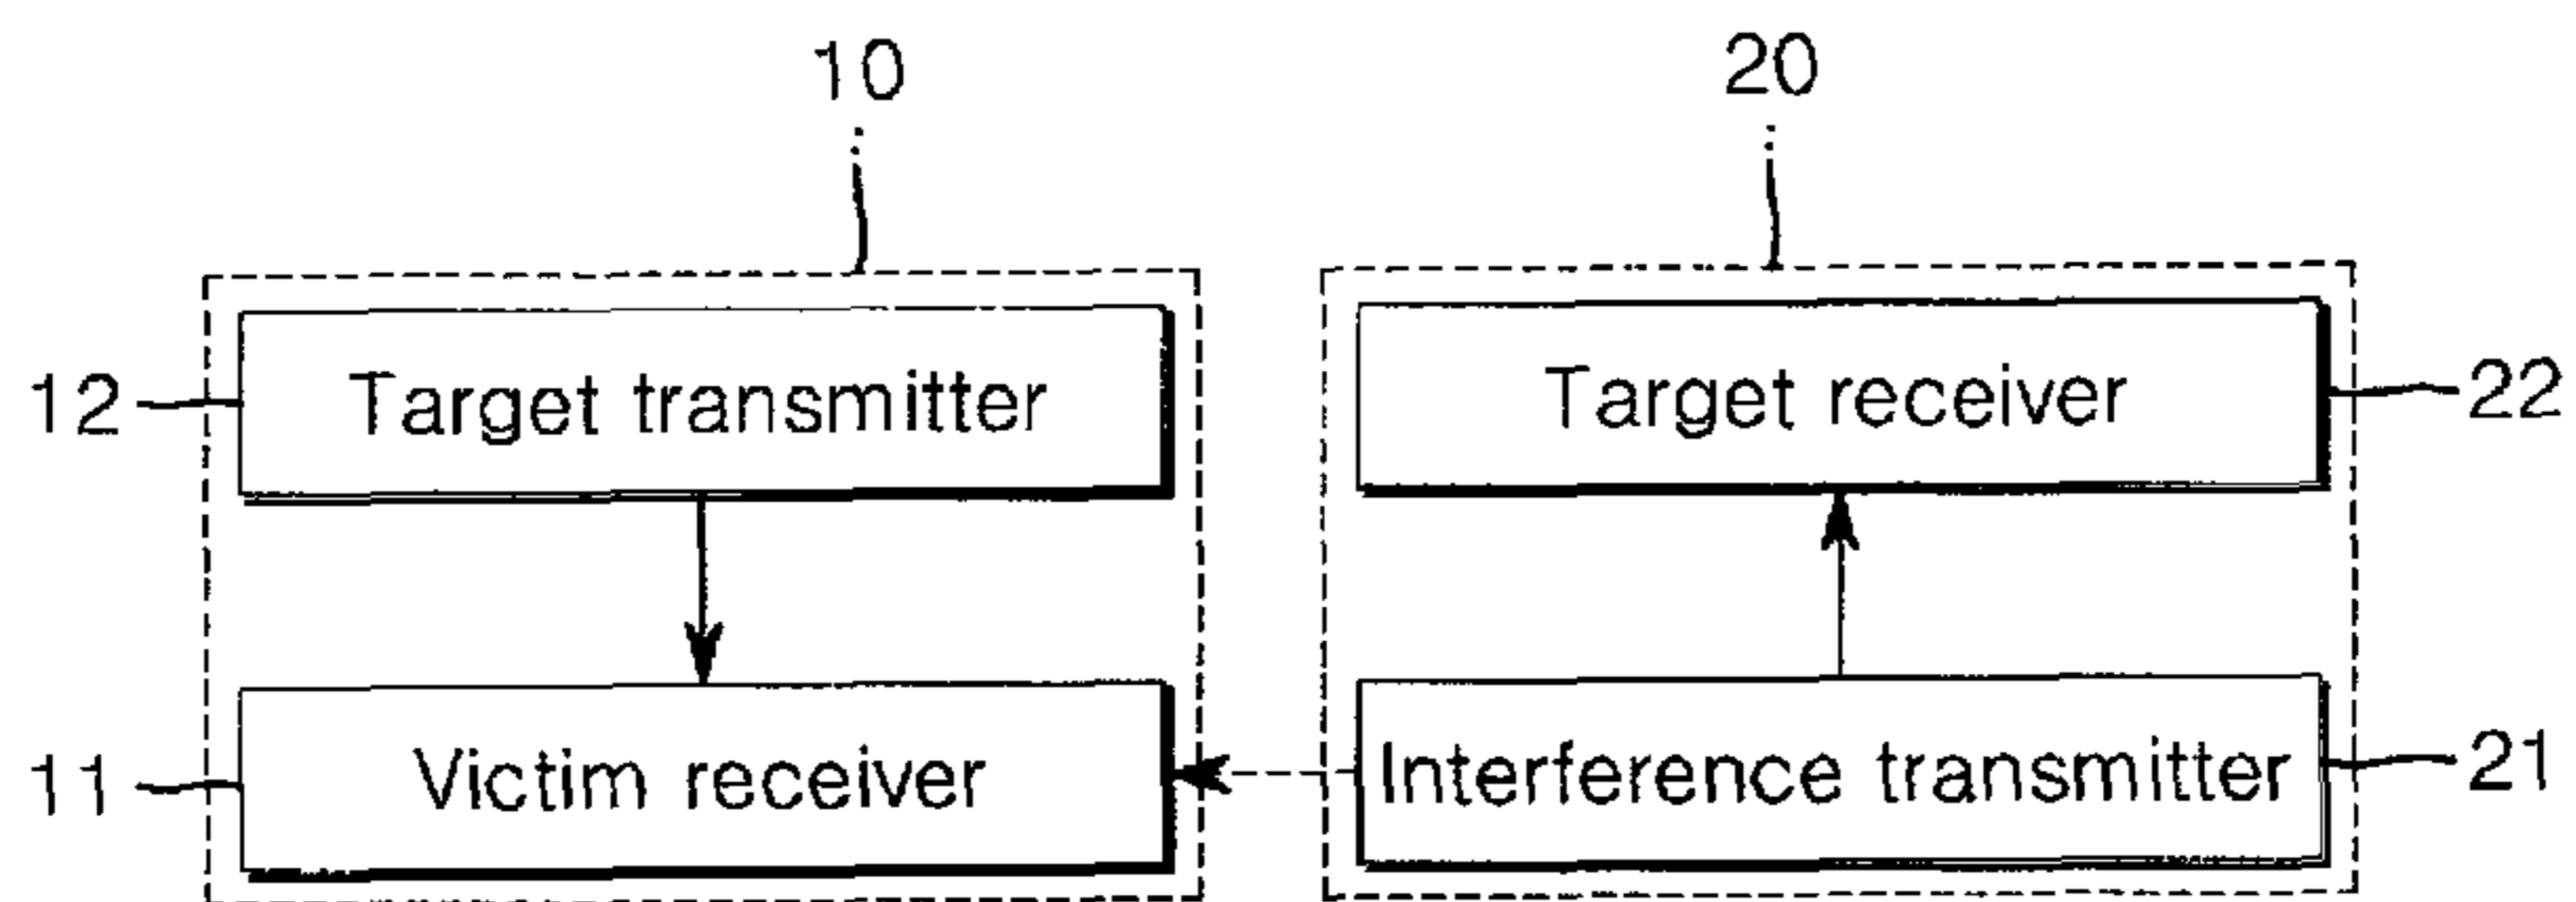 10 20
12 Target transmitter Target receiver 22
11 Victim receiver Interference transmitter 21